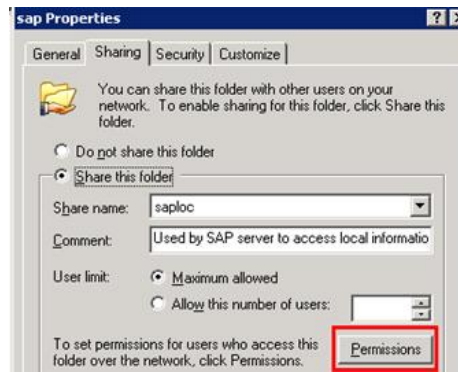 sap Properties
General Sharing Security Customize
You can share this folder with other users on your
network. To enable sharing for this folder, click Share this
folder.
Do not share this folder
Share this folder
Share name: saploc
Comment: Used by SAP server to access local informatio
User limit: Maximum allowed
Allow this number of users:
To set permissions for users who access this
folder over the network, click Permissions.
Permissions